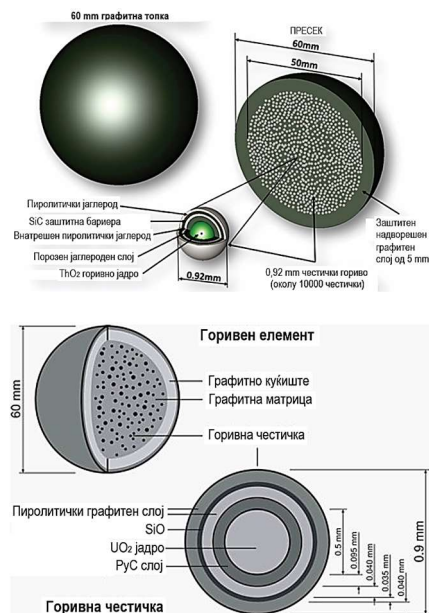 60 mm графитна топка
ПРЕСЕК
60mm
50mm
Пиролитички јаглерод
SiC заштитна бариера
Внатрешен пиролитички јаглерод
Порозен јаглероден слој
ThO₂ горивно јадро
0.92mm
0,92 mm честички гориво
(околу 10000 честички)
Заштитен
надворешен
графитен
слој од 5 mm
Горивен елемент
60 mm
Графитно куќиште
Графитна матрица
Горивна честичка
Пиролитички графитен слој
SiO
UO₂ јадро
PyC слој
0.5 mm
0.095 mm
0.040 mm
0.035 mm
0.040 mm
0.9 mm
Горивна честичка